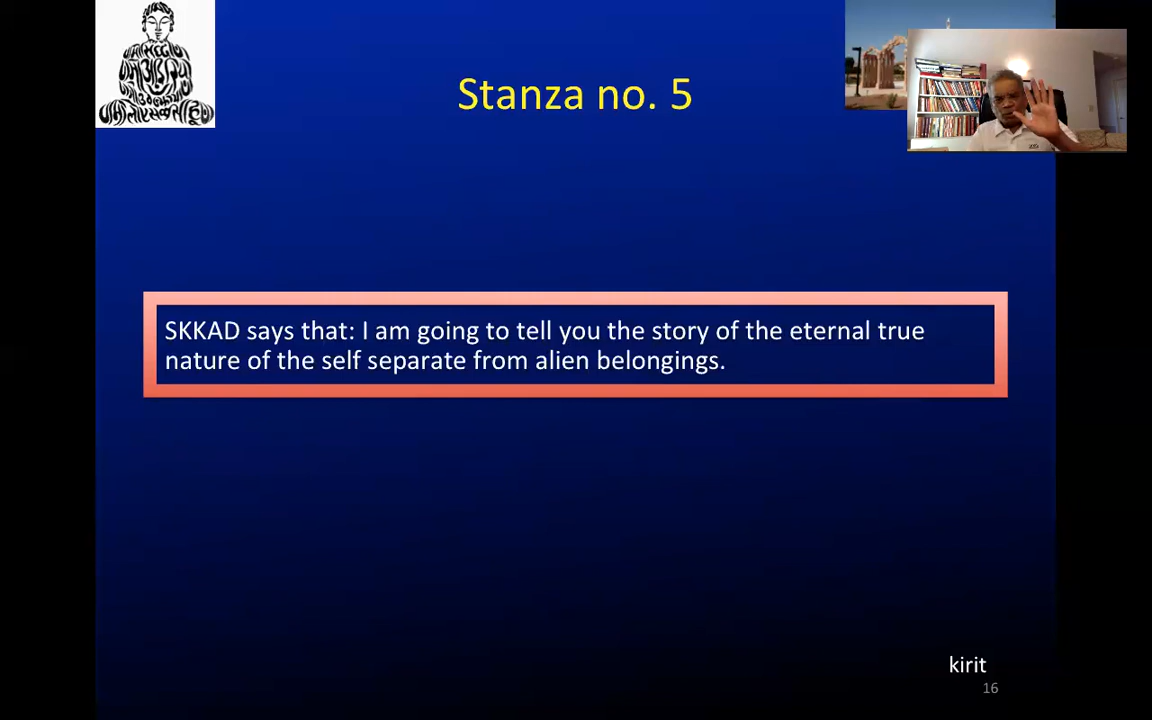 Stanza no. 5
SKKAD says that: I am going to tell you the story of the eternal true
nature of the self separate from alien belongings.
kirit
16